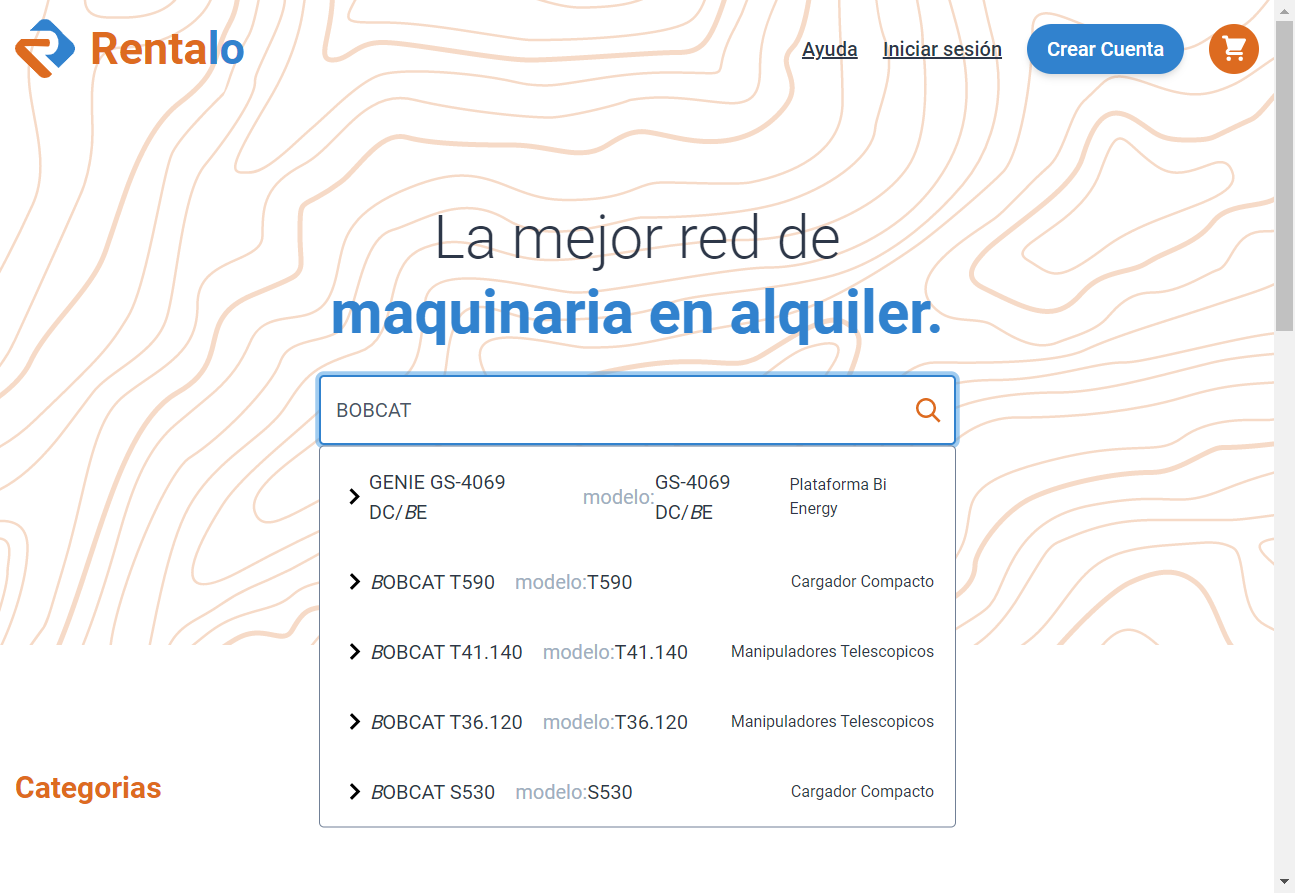 Rentalo
Ayuda
Iniciar sesión
Crear Cuenta
La mejor red de
maquinaria en alquiler.
BOBCAT
GENIE GS-4069
DC/BE
modelo:
GS-4069
DC/BE
Plataforma Bi
Energy
BOBCAT T590 modelo:T590 Cargador Compacto
BOBCAT T41.140 modelo:T41.140 Manipuladores Telescopicos
BOBCAT T36.120 modelo:T36.120 Manipuladores Telescopicos
BOBCAT S530 modelo:S530 Cargador Compacto
Categorias